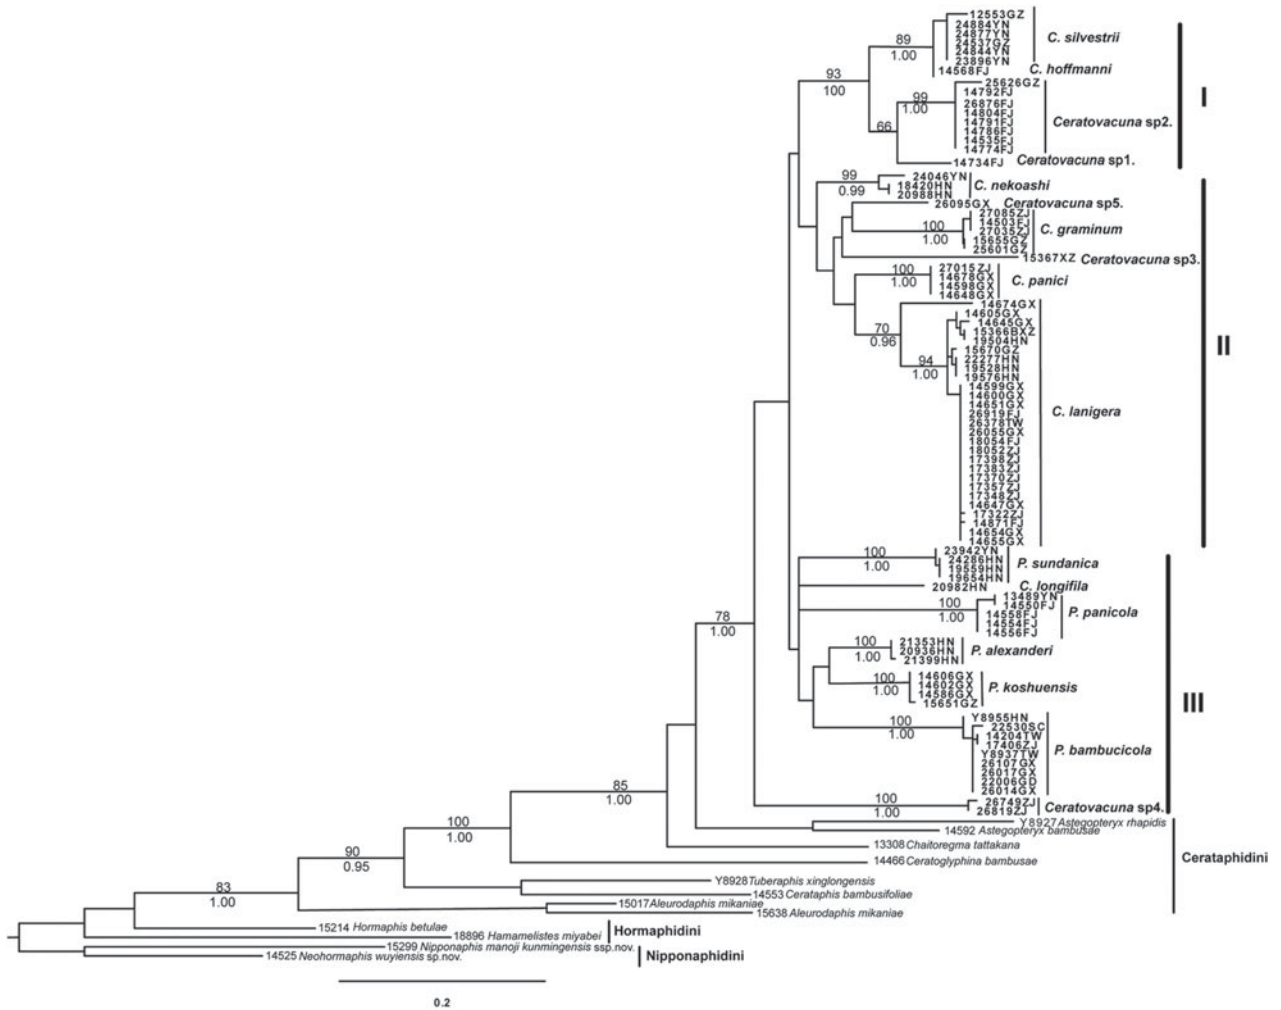 12553GZ
24884YN
24877YN
24537GZ
24844YN
23896YN
C. silvestrii
89
1.00
14568FJ C. hoffmanni
93
100
25626GZ
14792FJ
26876FJ
14804FJ
14791FJ
14786FJ
14535FJ
14774FJ
Ceratovacuna sp2.
99
1.00
66
14734FJ Ceratovacuna sp1.
I
24046YN
18420HN
20988HN
C. nekoashi
99
0.99
26095GX Ceratovacuna sp5.
27085ZJ
14503FJ
27035ZJ
15655GZ
25601GZ
C. graminum
100
1.00
15367XZ Ceratovacuna sp3.
27015ZJ
14678GX
14598GX
14648GX
C. panici
100
1.00
14674GX
14605GX
14645GX
15366BXZ
19504HN
15670GZ
22277HN
19528HN
19576HN
14599GX
14600GX
14651GX
26919FJ
26378TW
26055GX
18054FJ
18052ZJ
17398ZJ
17383ZJ
17370ZJ
17357ZJ
17348ZJ
14647GX
17322ZJ
14871FJ
14654GX
14655GX
C. lanigera
70
0.96
94
1.00
II
23942YN
24286HN
19559HN
19654HN
P. sundanica
100
1.00
20982HN C. longifila
13489YN
14550FJ
14558FJ
14554FJ
14556FJ
P. panicola
100
1.00
21353HN
20936HN
21399HN
P. alexanderi
100
1.00
14606GX
14602GX
14586GX
15651GZ
P. koshuensis
100
1.00
Y8955HN
22530SC
14204TW
17406ZJ
Y8937TW
26107GX
26017GX
22006GD
26014GX
P. bambucicola
100
1.00
26749ZJ
26819ZJ
Ceratovacuna sp4.
100
1.00
III
78
1.00
Y8927 Astegopteryx rhapidis
14592 Astegopteryx bambusae
13308 Chaitoregma tattakana
14466 Ceratoglyphina bambusae
85
1.00
100
1.00
Y8928 Tuberaphis xinglongensis
14553 Cerataphis bambusifoliae
90
0.95
15017 Aleurodaphis mikaniae
15638 Aleurodaphis mikaniae
Cerataphidini
83
1.00
15214 Hormaphis betulae
18896 Hamamelistes miyabei
Hormaphidini
15299 Nipponaphis manoji kunmingensis ssp.nov.
14525 Neohormaphis wuyiensis sp.nov.
Nipponaphidini
0.2